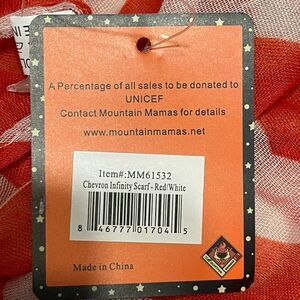 A Percentage of all sales to be donated to
UNICEF
Contact Mountain Mamas for details
www.mountainmamas.net
Item#:MM61532
Chevron Infinity Scarf - Red/White
8 46777 01704 5
Made in China